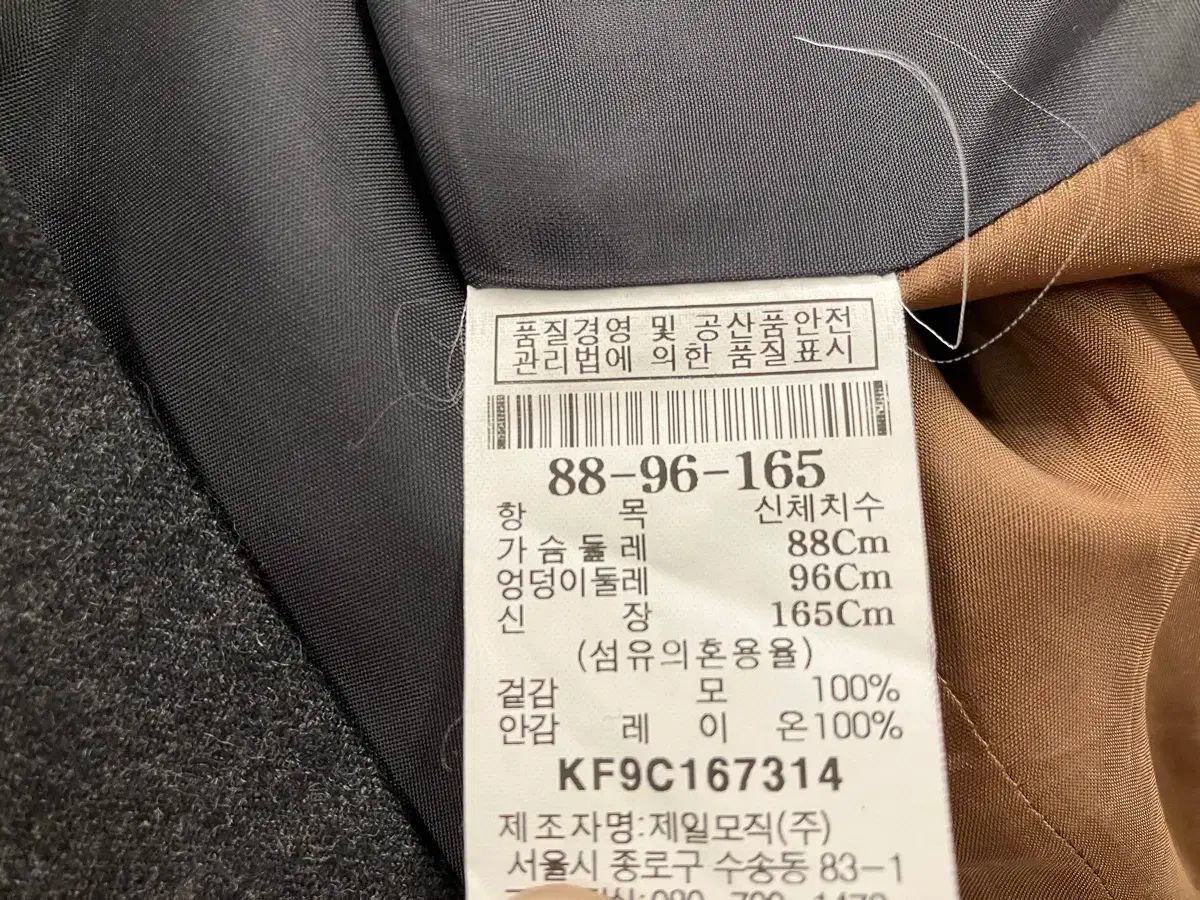 품질경영 및 공산품안전
관리법에 의한 품질표시
88-96-165
항 목 신체치수
가슴둘레 88Cm
엉덩이둘레 96Cm
신 장 165Cm
(섬유의혼용율)
겉감 모 100%
안감 레 이 온100%
KF9C167314
제조자명:제일모직(주)
서울시 종로구 수송동 83-1